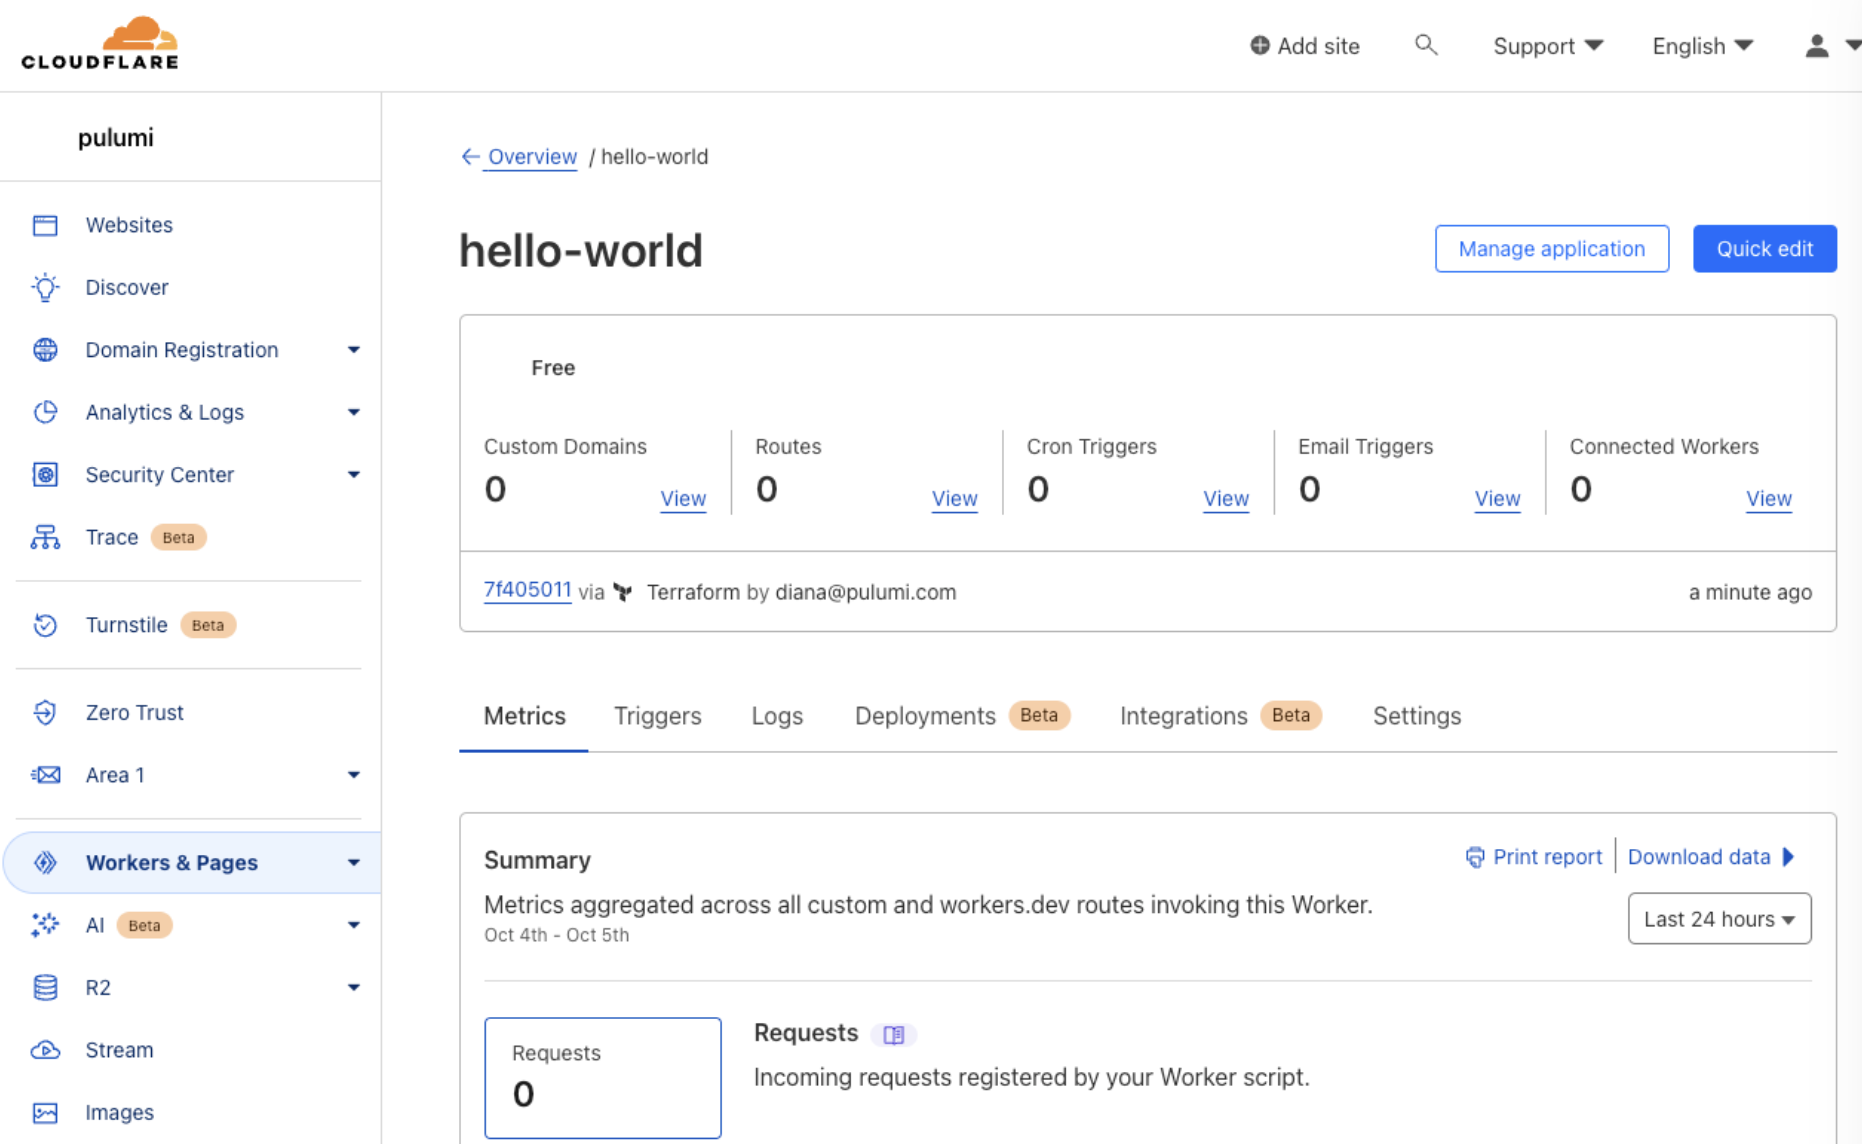 CLOUDFLARE
Add site
Support
English
pulumi
Websites
Discover
Domain Registration
Analytics & Logs
Security Center
Trace Beta
Turnstile Beta
Zero Trust
Area 1
Workers & Pages
AI Beta
R2
Stream
Images
← Overview / hello-world
hello-world
Manage application
Quick edit
Free
Custom Domains
0
View
Routes
0
View
Cron Triggers
0
View
Email Triggers
0
View
Connected Workers
0
View
7f405011 via Terraform by diana@pulumi.com
a minute ago
Metrics
Triggers
Logs
Deployments Beta
Integrations Beta
Settings
Summary
Print report
Download data
Metrics aggregated across all custom and workers.dev routes invoking this Worker.
Oct 4th - Oct 5th
Last 24 hours
Requests
0
Requests
Incoming requests registered by your Worker script.